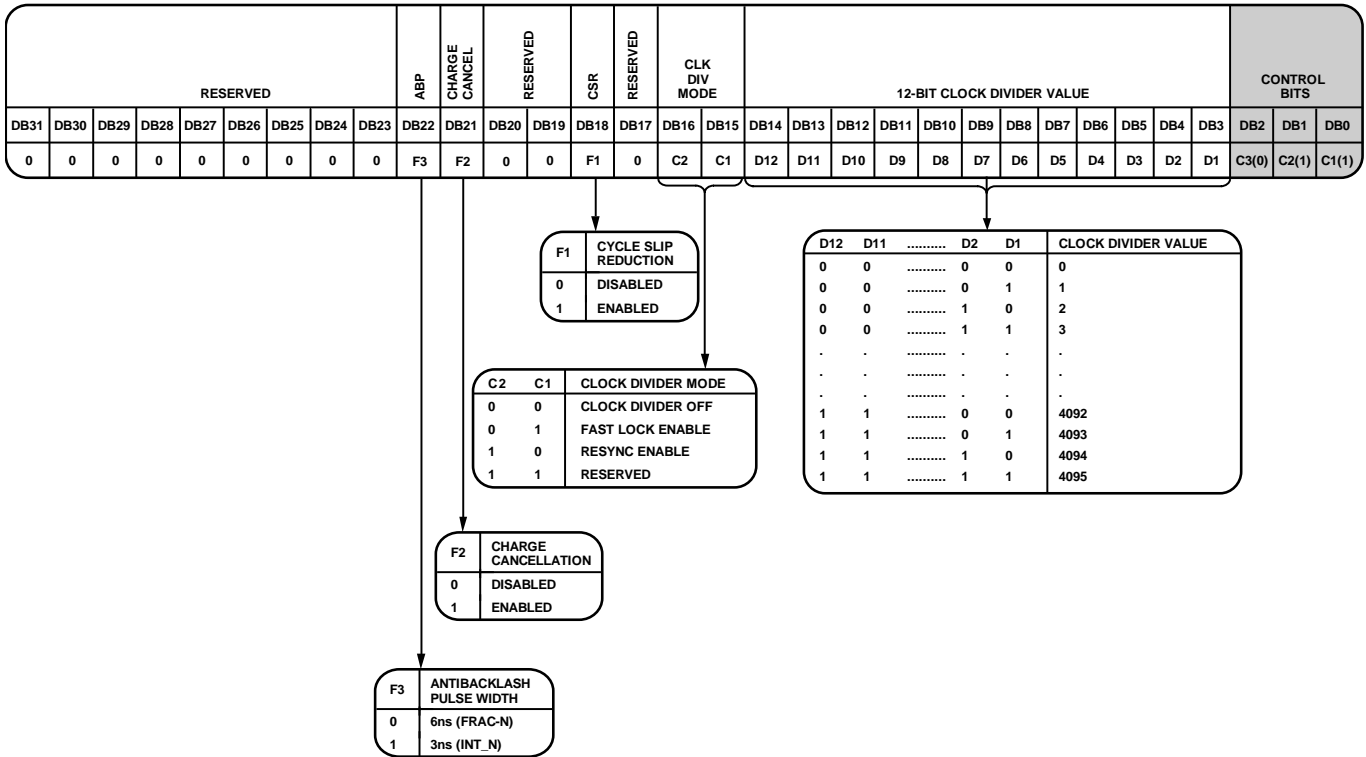 RESERVED
ABP
CHARGE CANCEL
RESERVED
CSR
RESERVED
CLK DIV MODE
12-BIT CLOCK DIVIDER VALUE
CONTROL BITS
DB31 DB30 DB29 DB28 DB27 DB26 DB25 DB24 DB23 DB22 DB21 DB20 DB19 DB18 DB17 DB16 DB15 DB14 DB13 DB12 DB11 DB10 DB9 DB8 DB7 DB6 DB5 DB4 DB3 DB2 DB1 DB0
0 0 0 0 0 0 0 0 0 F3 F2 0 0 F1 0 C2 C1 D12 D11 D10 D9 D8 D7 D6 D5 D4 D3 D2 D1 C3(0) C2(1) C1(1)
F1 CYCLE SLIP REDUCTION
0 DISABLED
1 ENABLED
D12 D11 .......... D2 D1 CLOCK DIVIDER VALUE
0 0 .......... 0 0 0
0 0 .......... 0 1 1
0 0 .......... 1 0 2
0 0 .......... 1 1 3
. . .......... . . .
. . .......... . . .
. . .......... . . .
1 1 .......... 0 0 4092
1 1 .......... 0 1 4093
1 1 .......... 1 0 4094
1 1 .......... 1 1 4095
C2 C1 CLOCK DIVIDER MODE
0 0 CLOCK DIVIDER OFF
0 1 FAST LOCK ENABLE
1 0 RESYNC ENABLE
1 1 RESERVED
F2 CHARGE CANCELLATION
0 DISABLED
1 ENABLED
F3 ANTIBACKLASH PULSE WIDTH
0 6ns (FRAC-N)
1 3ns (INT_N)